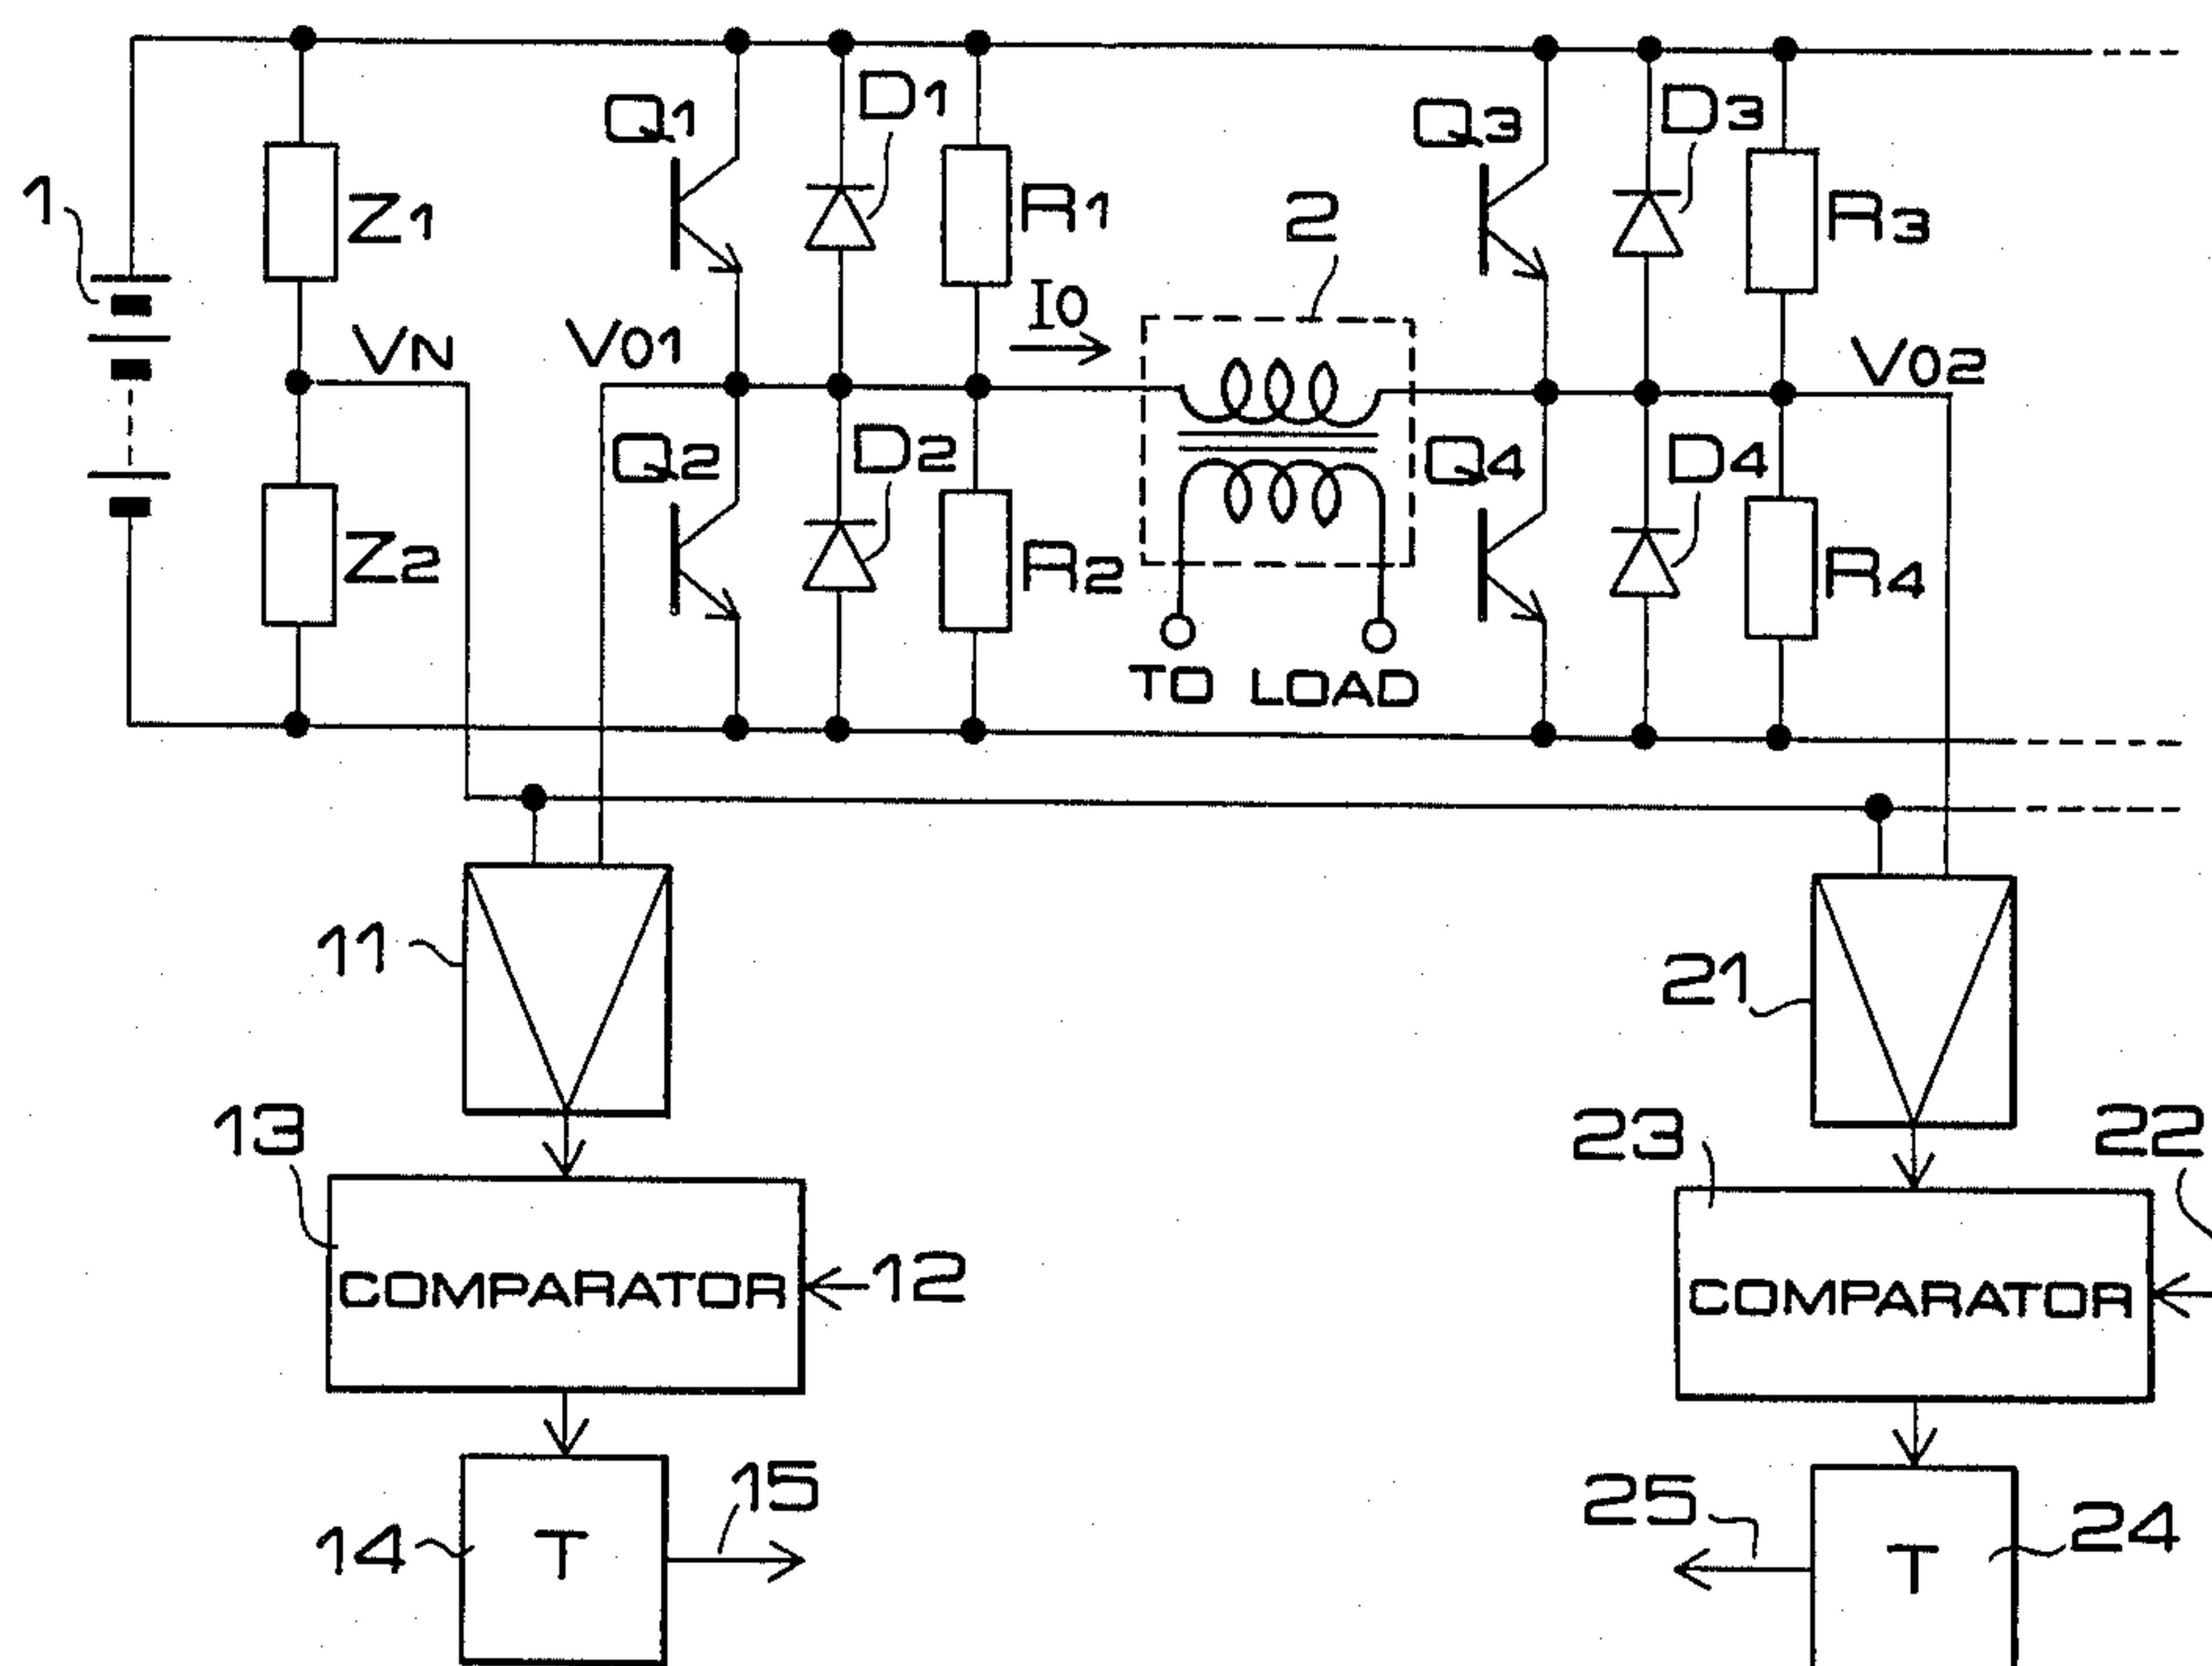 Q1
D1
Q3
D3
1
Z1
R1
2
R3
I0
VN
V01
V02
Q2
D2
Q4
D4
Z2
R2
R4
TO LOAD
11
21
13
23
22
COMPARATOR
12
COMPARATOR
15
25
14
T
T
24